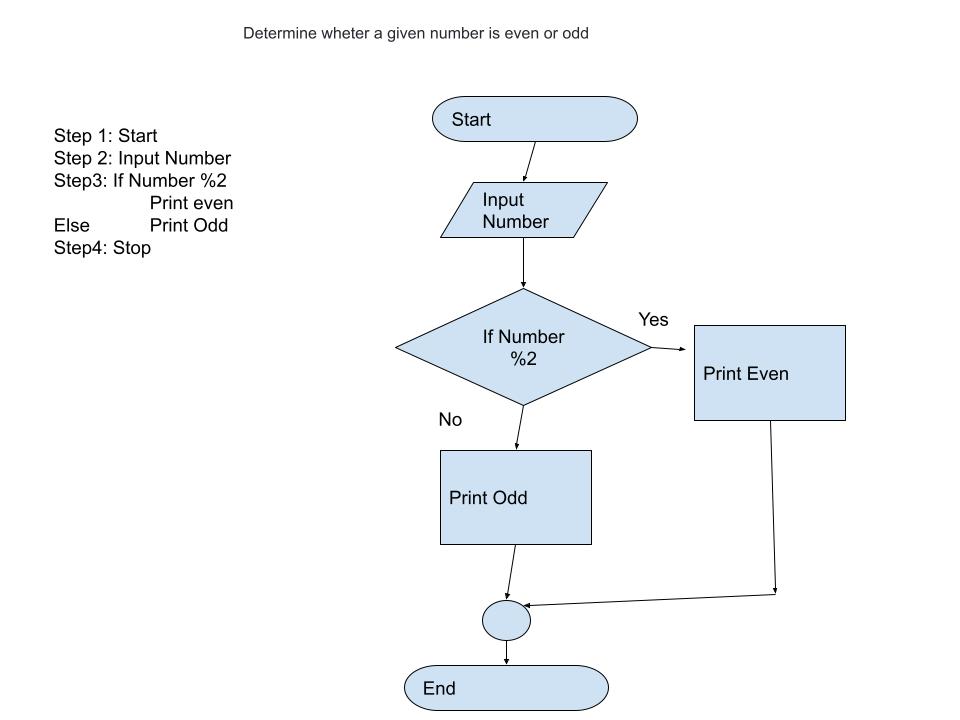 Determine wheter a given number is even or odd
Step 1: Start
Step 2: Input Number
Step3: If Number %2
Print even
Else Print Odd
Step4: Stop
Start
Input
Number
If Number
%2
Yes
Print Even
No
Print Odd
End